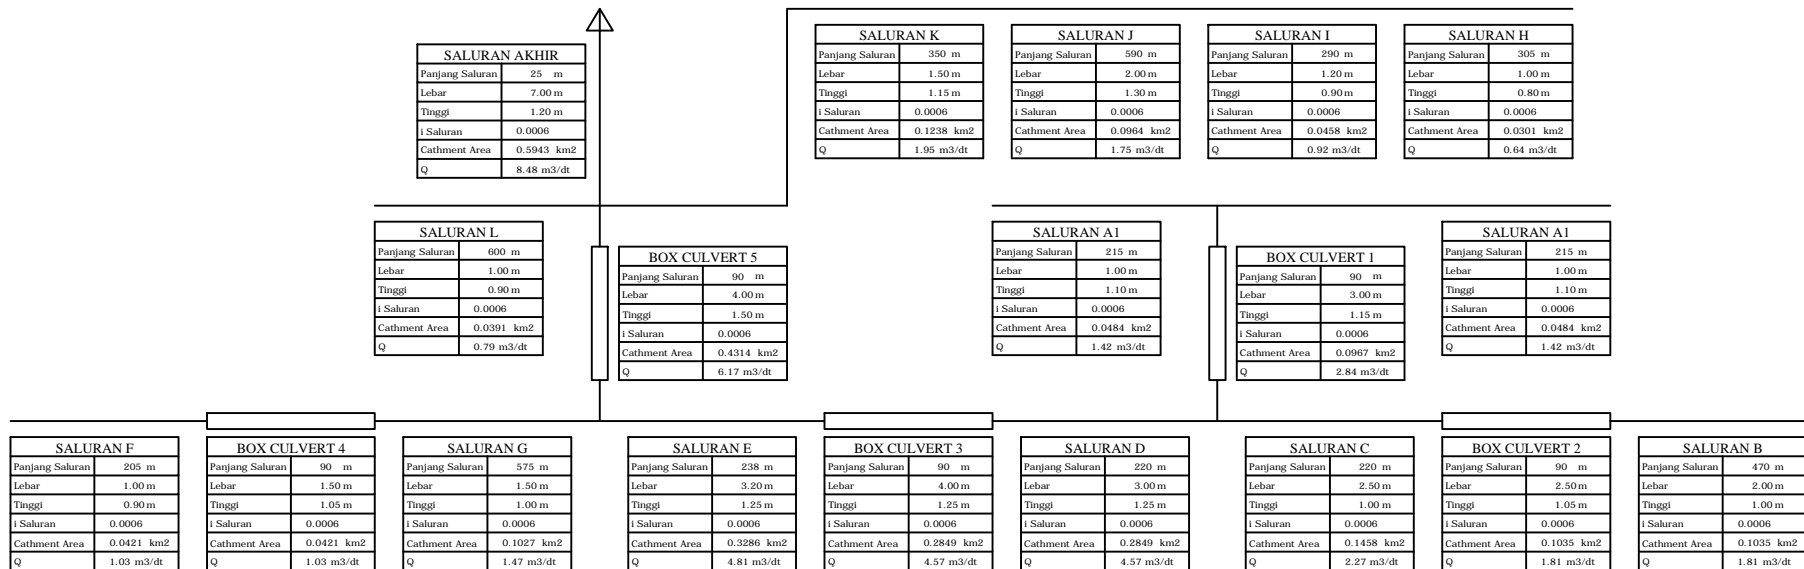 SALURAN AKHIR
Panjang Saluran 25 m
Lebar 7.00 m
Tinggi 1.20 m
i Saluran 0.0006
Cathment Area 0.5943 km2
Q 8.48 m3/dt
SALURAN K
Panjang Saluran 350 m
Lebar 1.50 m
Tinggi 1.15 m
i Saluran 0.0006
Cathment Area 0.1238 km2
Q 1.95 m3/dt
SALURAN J
Panjang Saluran 590 m
Lebar 2.00 m
Tinggi 1.30 m
i Saluran 0.0006
Cathment Area 0.0964 km2
Q 1.75 m3/dt
SALURAN I
Panjang Saluran 290 m
Lebar 1.20 m
Tinggi 0.90 m
i Saluran 0.0006
Cathment Area 0.0458 km2
Q 0.92 m3/dt
SALURAN H
Panjang Saluran 305 m
Lebar 1.00 m
Tinggi 0.80 m
i Saluran 0.0006
Cathment Area 0.0301 km2
Q 0.64 m3/dt
SALURAN L
Panjang Saluran 600 m
Lebar 1.00 m
Tinggi 0.90 m
i Saluran 0.0006
Cathment Area 0.0391 km2
Q 0.79 m3/dt
BOX CULVERT 5
Panjang Saluran 90 m
Lebar 4.00 m
Tinggi 1.50 m
i Saluran 0.0006
Cathment Area 0.4314 km2
Q 6.17 m3/dt
SALURAN A1
Panjang Saluran 215 m
Lebar 1.00 m
Tinggi 1.10 m
i Saluran 0.0006
Cathment Area 0.0484 km2
Q 1.42 m3/dt
BOX CULVERT 1
Panjang Saluran 90 m
Lebar 3.00 m
Tinggi 1.15 m
i Saluran 0.0006
Cathment Area 0.0967 km2
Q 2.84 m3/dt
SALURAN A1
Panjang Saluran 215 m
Lebar 1.00 m
Tinggi 1.10 m
i Saluran 0.0006
Cathment Area 0.0484 km2
Q 1.42 m3/dt
SALURAN F
Panjang Saluran 205 m
Lebar 1.00 m
Tinggi 0.90 m
i Saluran 0.0006
Cathment Area 0.0421 km2
Q 1.03 m3/dt
BOX CULVERT 4
Panjang Saluran 90 m
Lebar 1.50 m
Tinggi 1.05 m
i Saluran 0.0006
Cathment Area 0.0421 km2
Q 1.03 m3/dt
SALURAN G
Panjang Saluran 575 m
Lebar 1.50 m
Tinggi 1.00 m
i Saluran 0.0006
Cathment Area 0.1027 km2
Q 1.47 m3/dt
SALURAN E
Panjang Saluran 238 m
Lebar 3.20 m
Tinggi 1.25 m
i Saluran 0.0006
Cathment Area 0.3286 km2
Q 4.81 m3/dt
BOX CULVERT 3
Panjang Saluran 90 m
Lebar 4.00 m
Tinggi 1.25 m
i Saluran 0.0006
Cathment Area 0.2849 km2
Q 4.57 m3/dt
SALURAN D
Panjang Saluran 220 m
Lebar 3.00 m
Tinggi 1.25 m
i Saluran 0.0006
Cathment Area 0.2849 km2
Q 4.57 m3/dt
SALURAN C
Panjang Saluran 220 m
Lebar 2.50 m
Tinggi 1.00 m
i Saluran 0.0006
Cathment Area 0.1458 km2
Q 2.27 m3/dt
BOX CULVERT 2
Panjang Saluran 90 m
Lebar 2.50 m
Tinggi 1.05 m
i Saluran 0.0006
Cathment Area 0.1035 km2
Q 1.81 m3/dt
SALURAN B
Panjang Saluran 470 m
Lebar 2.00 m
Tinggi 1.00 m
i Saluran 0.0006
Cathment Area 0.1035 km2
Q 1.81 m3/dt